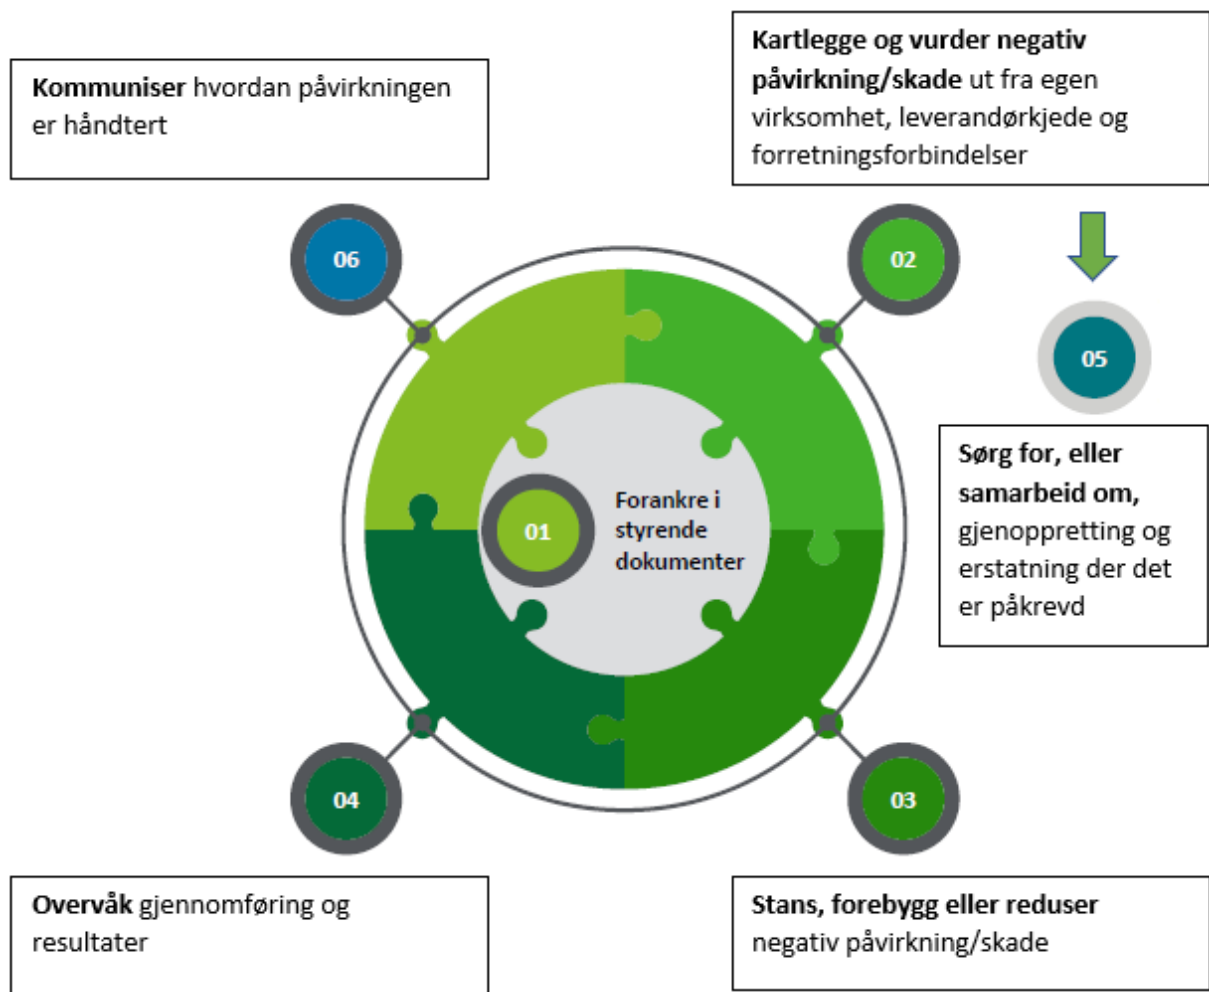 Kommuniser hvordan påvirkningen
er håndtert
Kartlegge og vurder negativ
påvirkning/skade ut fra egen
virksomhet, leverandørkjede og
forretningsforbindelser
06
02
05
Sørg for, eller
samarbeid om,
gjenoppretting og
erstatning der det
er påkrevd
01
Forankre i
styrende
dokumenter
04
03
Overvåk gjennomføring og
resultater
Stans, forebygg eller reduser
negativ påvirkning/skade